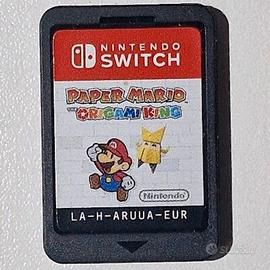 NINTENDO
SWITCH
PAPER MARIO
THE ORIGAMI KING
Nintendo
LA-H-ARUUA-EUR